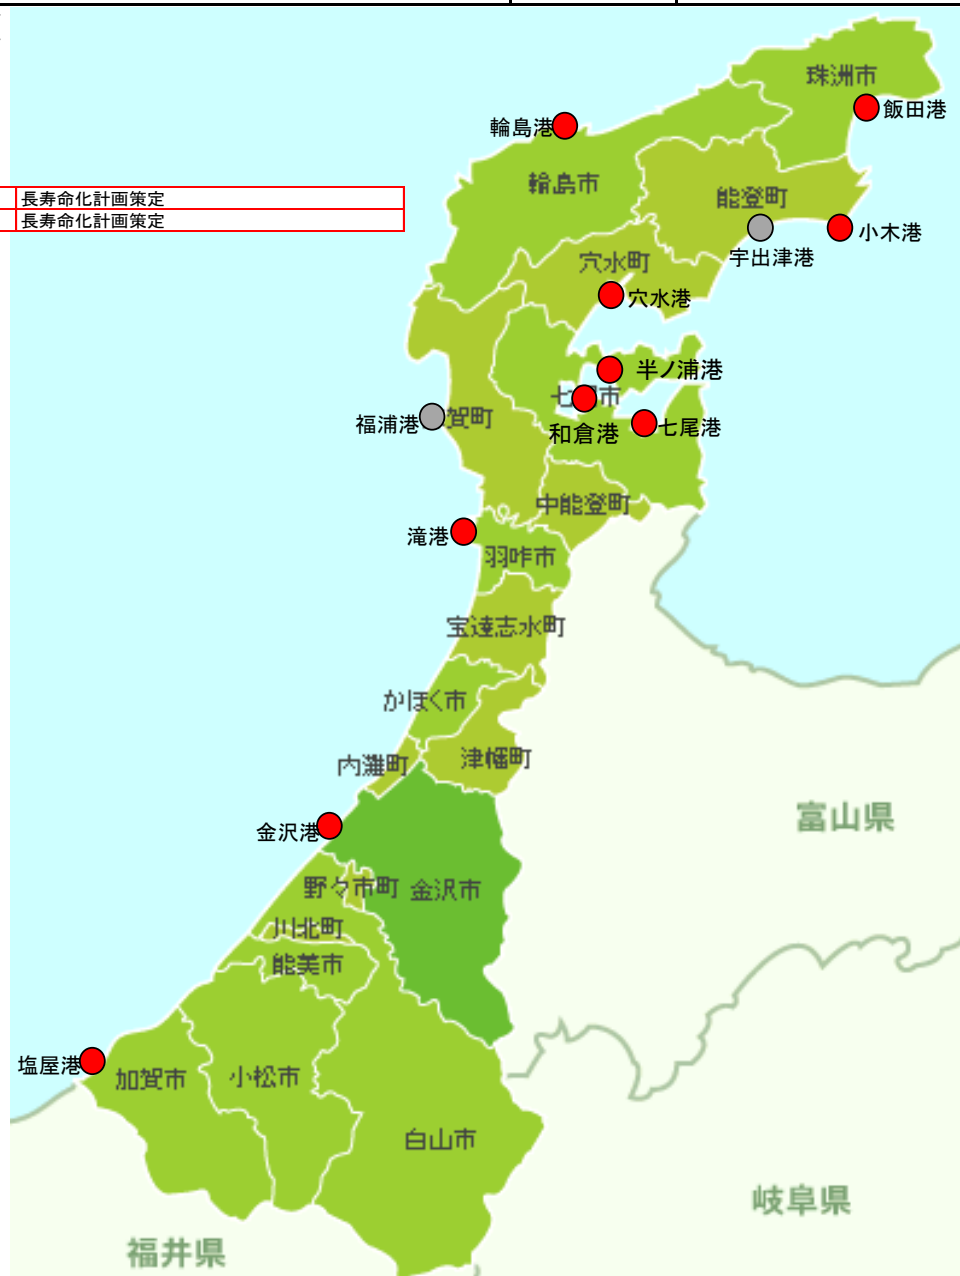 珠洲市
飯田港
輪島港
輪島市
長寿命化計画策定
能登町
長寿命化計画策定
小木港
宇出津港
穴水町
穴水港
半ノ浦港
七 市
福浦港
賀町
和倉港
七尾港
中能登町
滝港
羽咋市
宝達志水町
かほく市
津幡町
内灘町
富山県
金沢港
野々市町
金沢市
川北町
能美市
塩屋港
加賀市
小松市
白山市
岐阜県
福井県